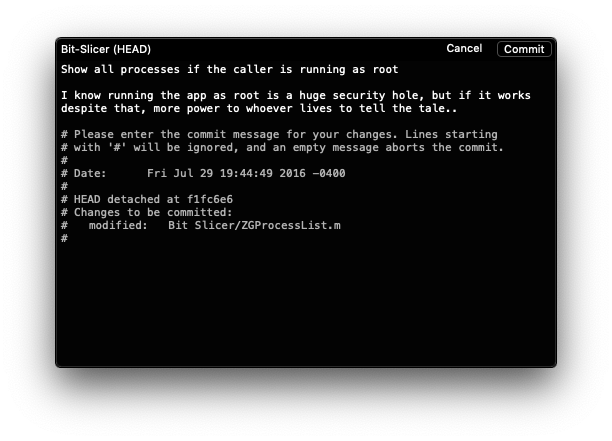 Bit-Slicer (HEAD)
Cancel
Commit
Show all processes if the caller is running as root
I know running the app as root is a huge security hole, but if it works
despite that, more power to whoever lives to tell the tale..
# Please enter the commit message for your changes. Lines starting
# with '#' will be ignored, and an empty message aborts the commit.
#
# Date:      Fri Jul 29 19:44:49 2016 -0400
#
# HEAD detached at f1fc6e6
# Changes to be committed:
#   modified:   Bit Slicer/ZGProcessList.m
#